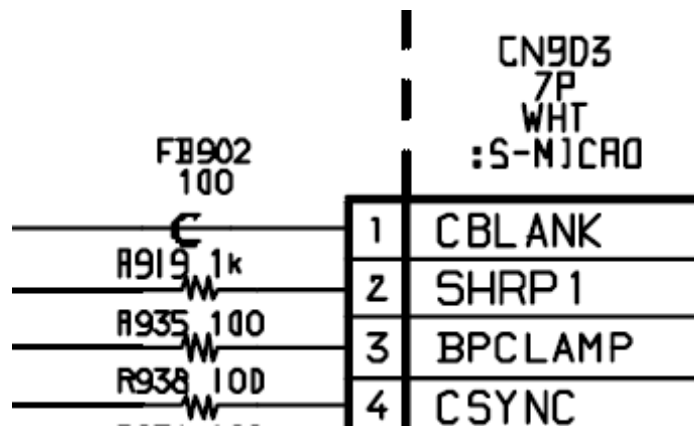 CN903
7P
WHT
:S-MICRO
FB902
100
1 CBLANK
R919 1k
2 SHRP1
R935 100
3 BPCLAMP
R938 100
4 CSYNC